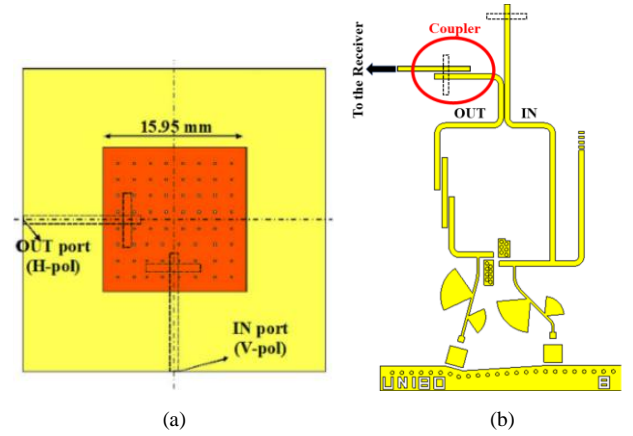 15.95 mm
OUT port
(H-pol)
IN port
(V-pol)
(a)
Coupler
To the Receiver
OUT
IN
UNIBO
B
(b)